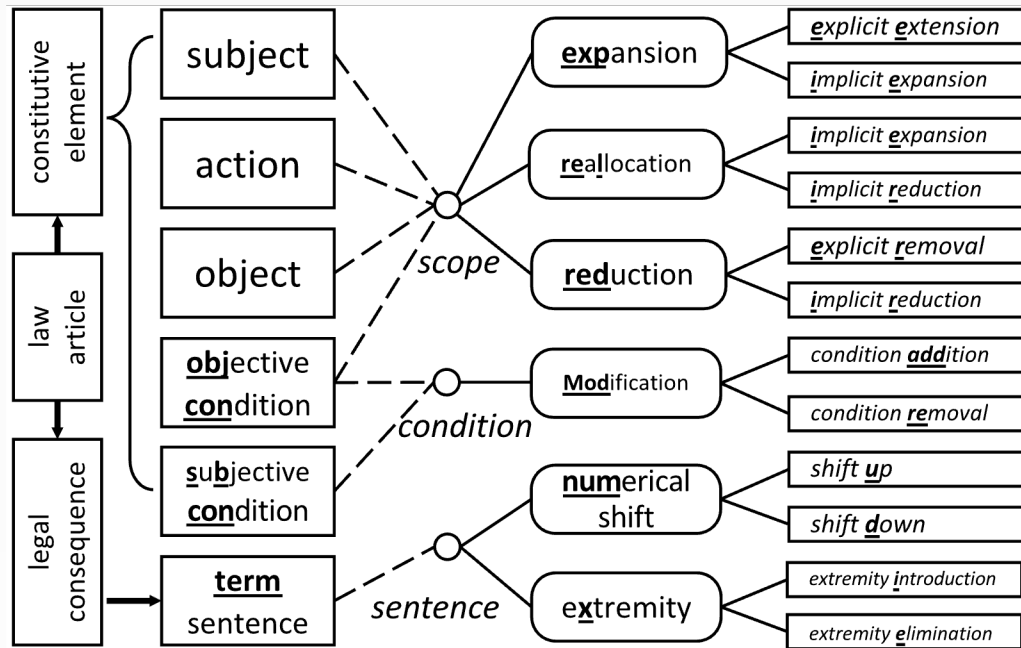 constitutive
element
law
article
legal
consequence
subject
action
object
objective
condition
subjective
condition
term
sentence
scope
condition
sentence
expansion
reallocation
reduction
Modification
numerical
shift
extremity
explicit extension
implicit expansion
implicit expansion
implicit reduction
explicit removal
implicit reduction
condition addition
condition removal
shift up
shift down
extremity introduction
extremity elimination